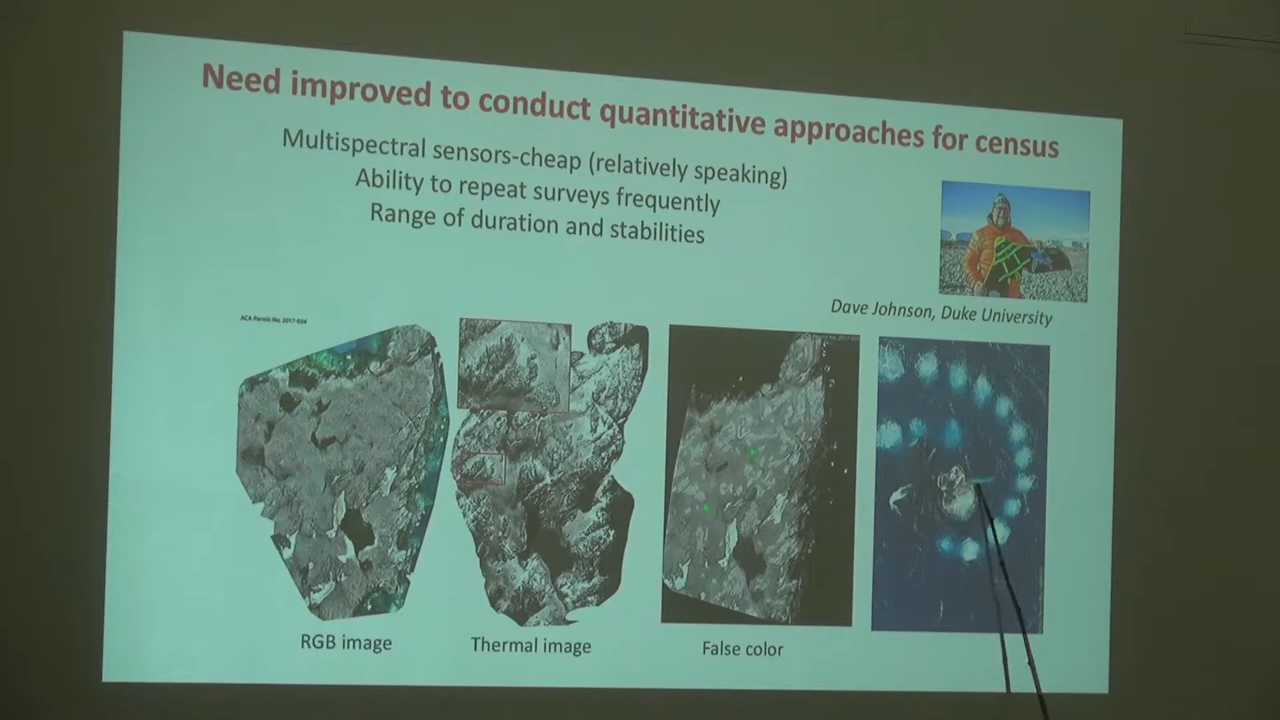 Need improved to conduct quantitative approaches for census
Multispectral sensors-cheap (relatively speaking)
Ability to repeat surveys frequently
Range of duration and stabilities
Dave Johnson, Duke University
ACA Permit No. 2017-034
RGB image
Thermal image
False color